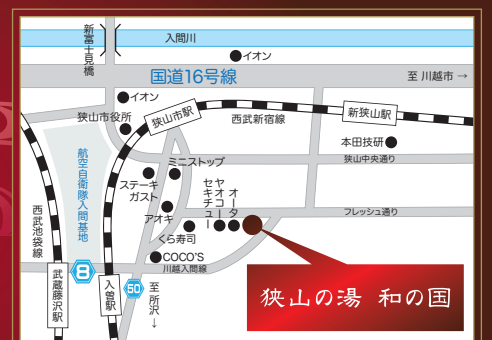 入間川
新富士見橋
イオン
国道16号線
至 川越市 →
イオン
狭山市役所
狭山市駅
西武新宿線
新狭山駅
本田技研
狭山中央通り
航空自衛隊入間基地
ミニストップ
ステーキガスト
アオキ
セキチュー
ヤオコー
オータ
フレッシュ通り
くら寿司
COCO'S
川越入間線
西武池袋線
武蔵藤沢駅
8
入曽駅
50
至 所沢 →
狭山の湯 和の国